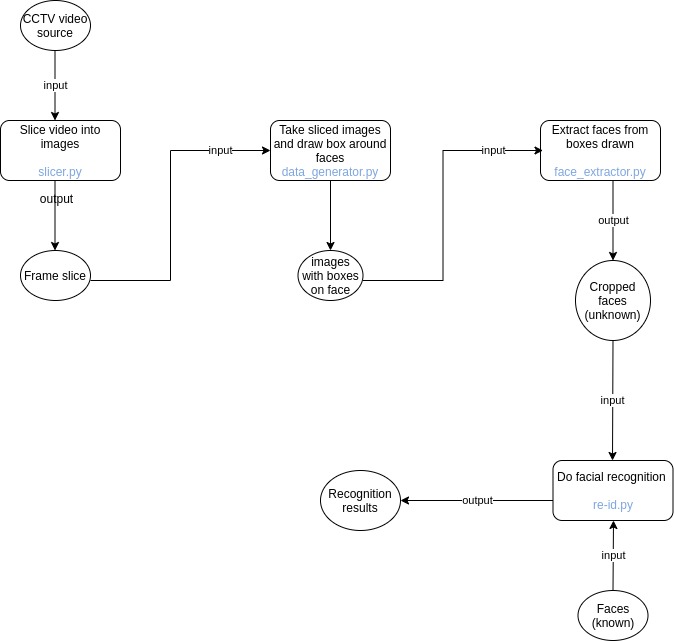 CCTV video
source
input
Slice video into
images
slicer.py
output
Frame slice
input
Take sliced images
and draw box around
faces
data_generator.py
images
with boxes
on face
input
Extract faces from
boxes drawn
face_extractor.py
output
Cropped
faces
(unknown)
input
Do facial recognition
re-id.py
output
Recognition
results
input
Faces
(known)